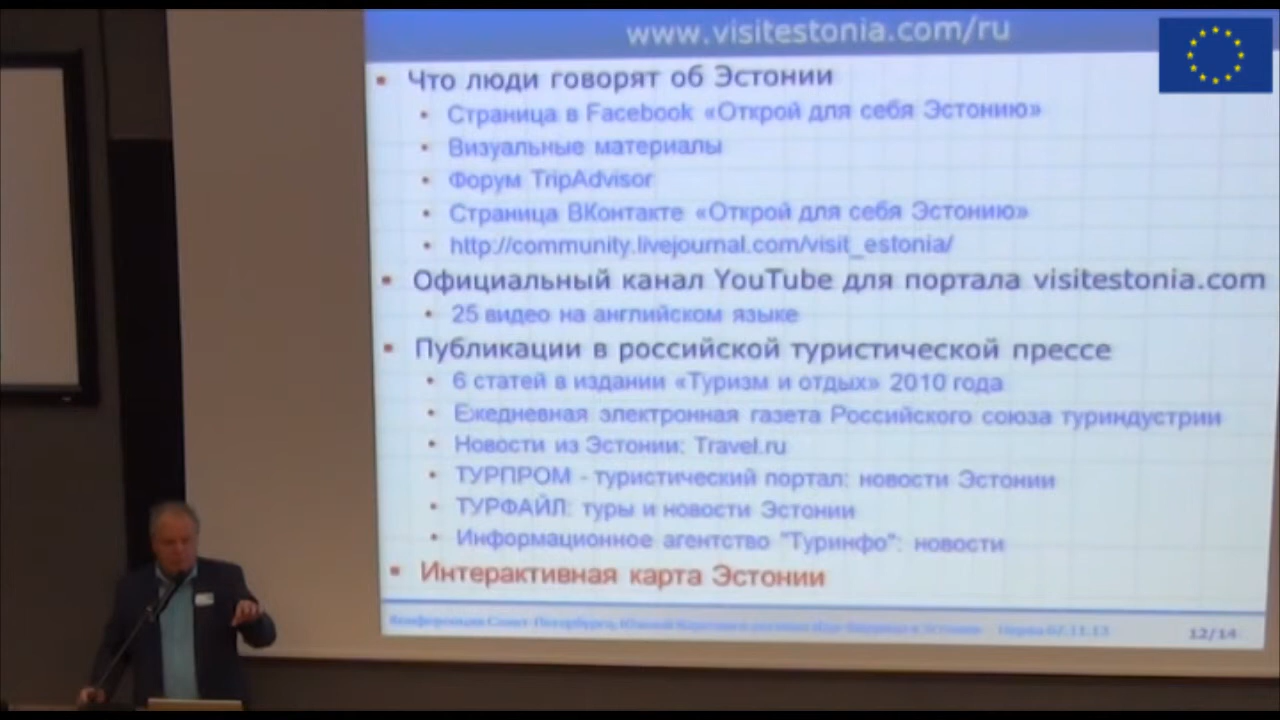 www.visitestonia.com/ru
Что люди говорят об Эстонии
Страница в Facebook «Открой для себя Эстонию»
Визуальные материалы
Форум TripAdvisor
Страница ВКонтакте «Открой для себя Эстонию»
http://community.livejournal.com/visit_estonia/
Официальный канал YouTube для портала visitestonia.com
25 видео на английском языке
Публикации в российской туристической прессе
6 статей в издании «Туризм и отдых» 2010 года
Ежедневная электронная газета Российского союза туриндустрии
Новости из Эстонии: Travel.ru
ТУРПРОМ - туристический портал: новости Эстонии
ТУРФАЙЛ: туры и новости Эстонии
Информационное агентство "Туринфо": новости
Интерактивная карта Эстонии
12/14